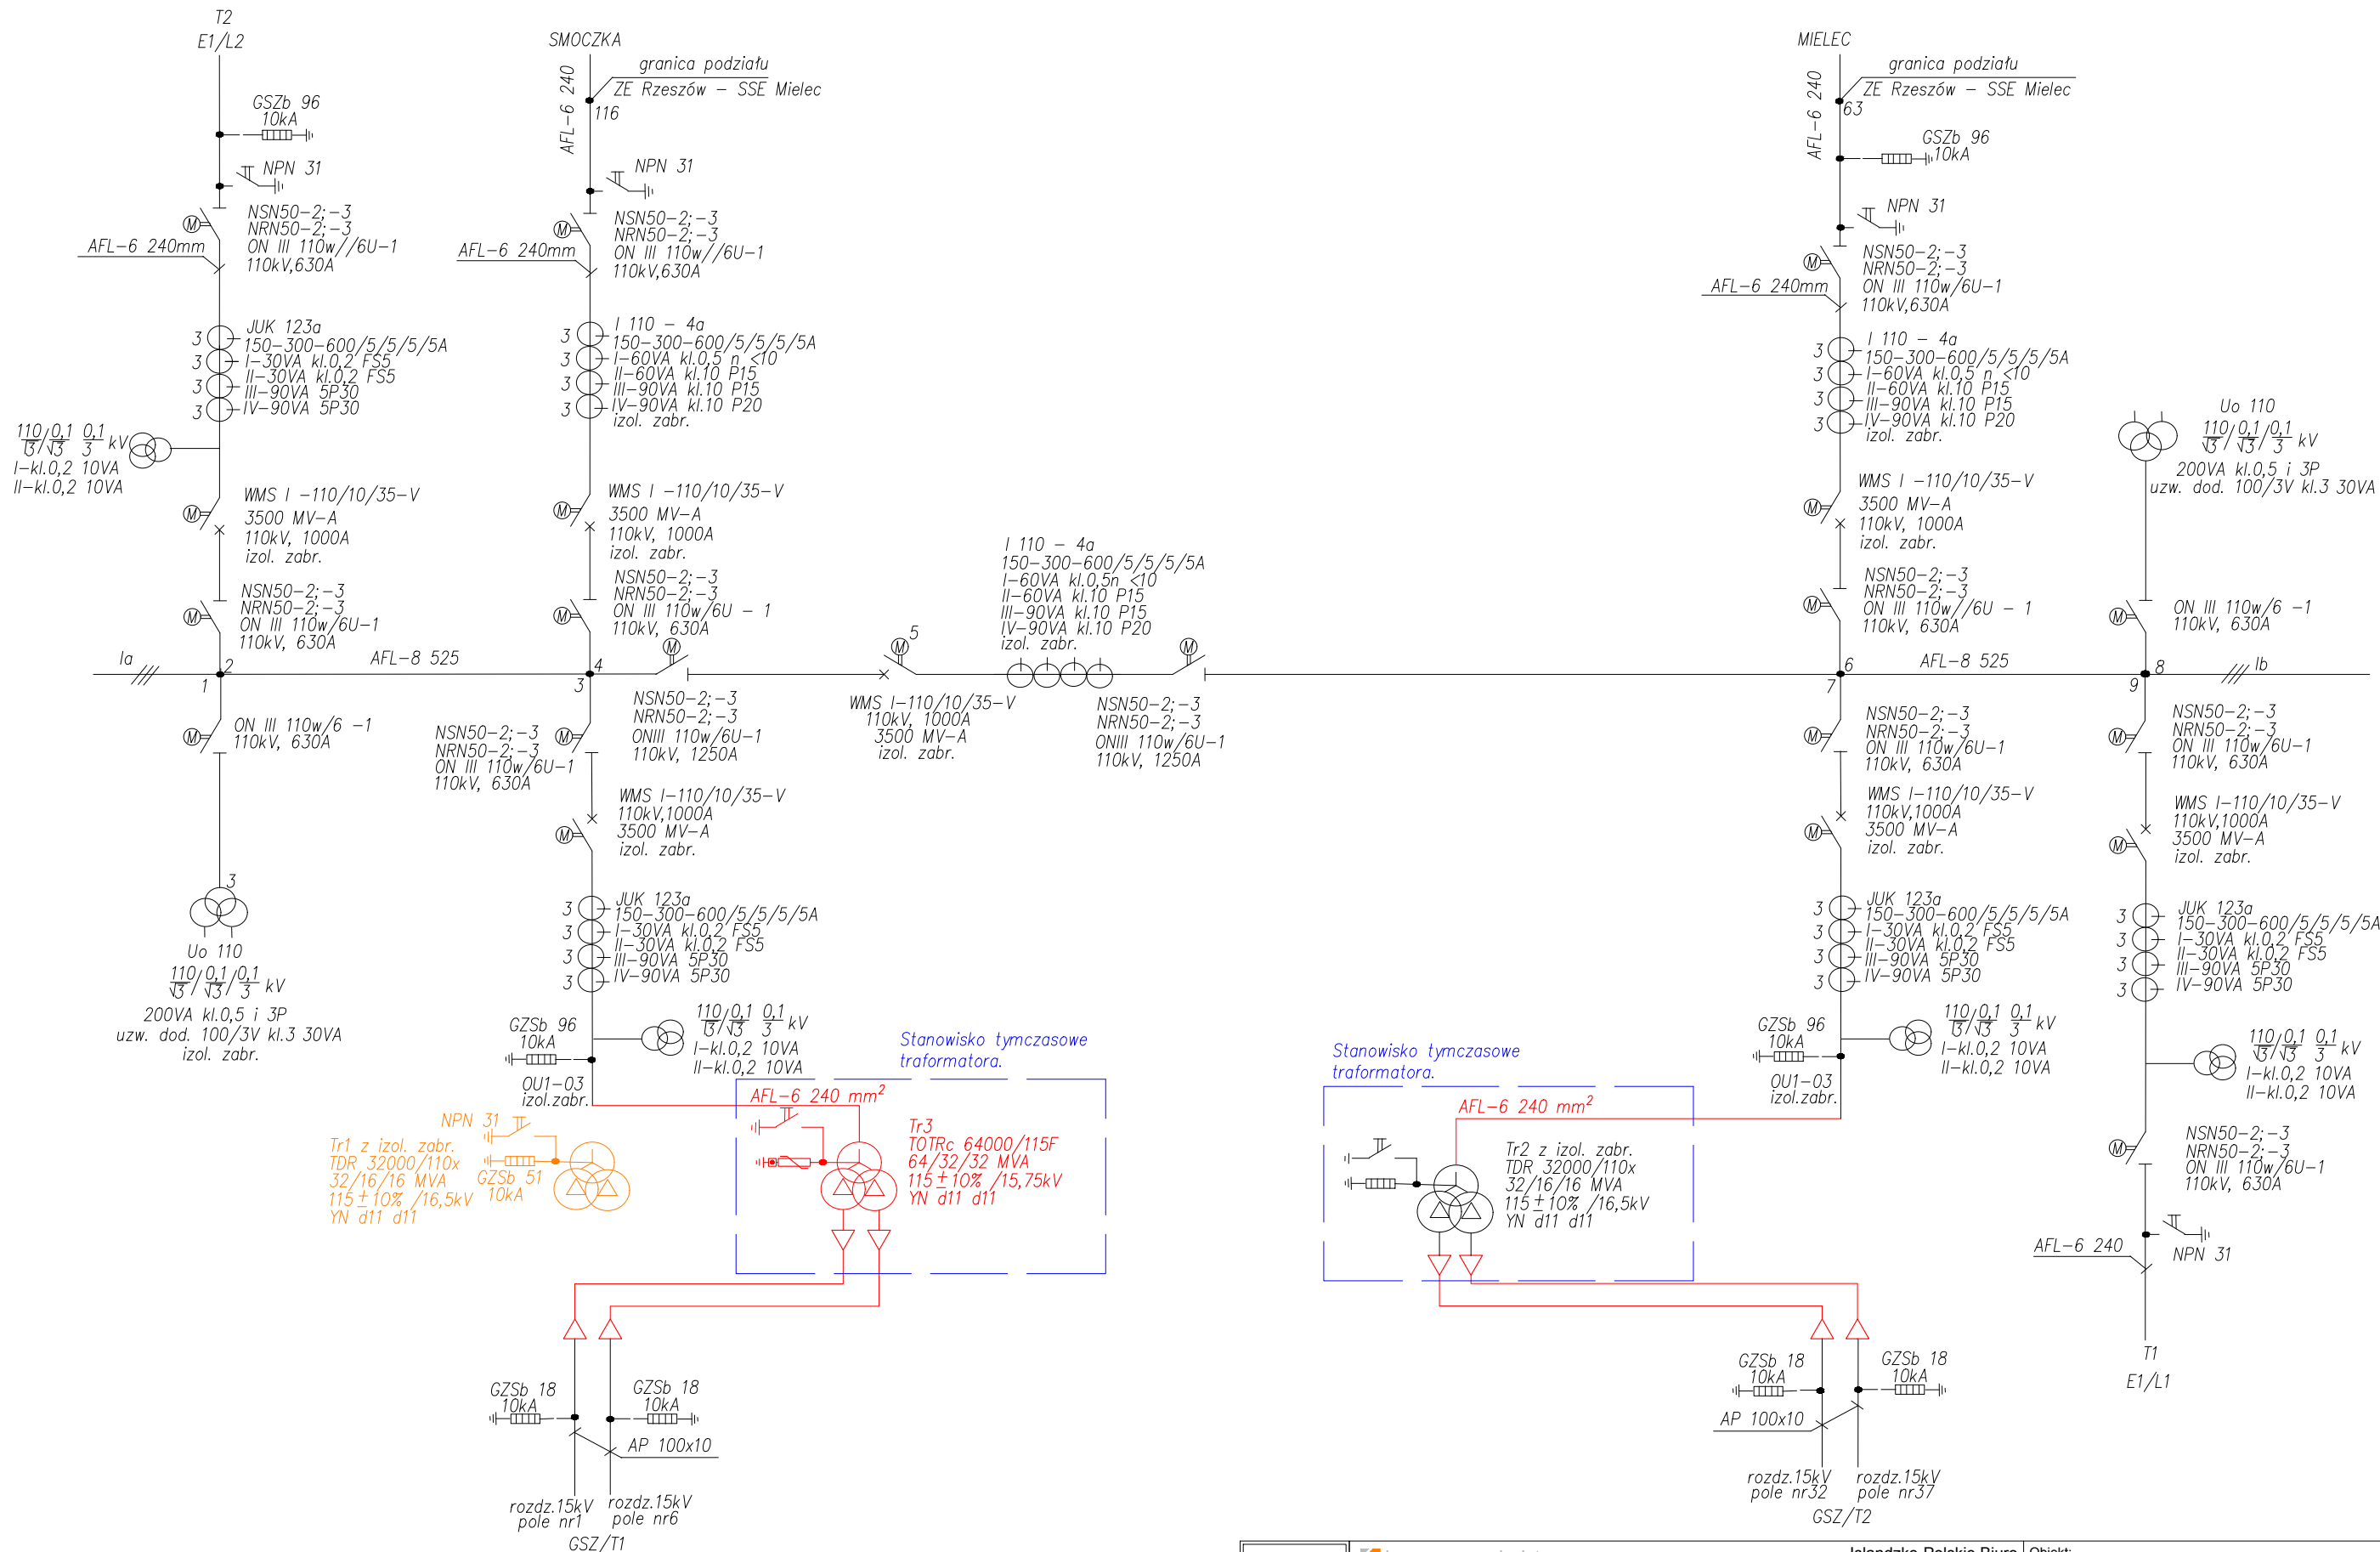 T2
E1/L2
GSZb 96
10kA
NPN 31
NSN50-2;-3
NRN50-2;-3
ON III 110w//6U-1
110kV,630A
AFL-6 240mm
JUK 123a
150-300-600/5/5/5/5A
I-30VA kl.0,2 FS5
II-30VA kl.0,2 FS5
III-90VA 5P30
IV-90VA 5P30
3
3
3
3
110/√3/0,1/√3 0,1/3 kV
I-kl.0,2 10VA
II-kl.0,2 10VA
WMS I -110/10/35-V
3500 MV-A
110kV, 1000A
izol. zabr.
NSN50-2;-3
NRN50-2;-3
ON III 110w/6U-1
110kV, 630A
Ia
1
2
AFL-8 525
ON III 110w/6 -1
110kV, 630A
3
Uo 110
110/√3/0,1/√3/0,1/3 kV
200VA kl.0,5 i 3P
uzw. dod. 100/3V kl.3 30VA
izol. zabr.
SMOCZKA
AFL-6 240
granica podziału
ZE Rzeszów - SSE Mielec
116
NPN 31
NSN50-2;-3
NRN50-2;-3
ON III 110w//6U-1
110kV,630A
AFL-6 240mm
I 110 - 4a
150-300-600/5/5/5/5A
I-60VA kl.0,5 n <10
II-60VA kl.10 P15
III-90VA kl.10 P15
IV-90VA kl.10 P20
izol. zabr.
3
3
3
3
WMS I -110/10/35-V
3500 MV-A
110kV, 1000A
izol. zabr.
NSN50-2;-3
NRN50-2;-3
ON III 110w/6U - 1
110kV, 630A
3
4
NSN50-2;-3
NRN50-2;-3
ONIII 110w/6U-1
110kV, 1250A
5
WMS I-110/10/35-V
110kV, 1000A
3500 MV-A
izol. zabr.
I 110 - 4a
150-300-600/5/5/5/5A
I-60VA kl.0,5n <10
II-60VA kl.10 P15
III-90VA kl.10 P15
IV-90VA kl.10 P20
izol. zabr.
NSN50-2;-3
NRN50-2;-3
ONIII 110w/6U-1
110kV, 1250A
NSN50-2;-3
NRN50-2;-3
ON III 110w/6U-1
110kV, 630A
WMS I-110/10/35-V
110kV,1000A
3500 MV-A
izol. zabr.
JUK 123a
150-300-600/5/5/5/5A
I-30VA kl.0,2 FS5
II-30VA kl.0,2 FS5
III-90VA 5P30
IV-90VA 5P30
3
3
3
3
110/√3/0,1/√3 0,1/3 kV
I-kl.0,2 10VA
II-kl.0,2 10VA
GZSb 96
10kA
OU1-03
izol.zabr.
Stanowisko tymczasowe
traformatora.
AFL-6 240 mm²
Tr3
TOTRc 64000/115F
64/32/32 MVA
115±10% /15,75kV
YN d11 d11
NPN 31
GZSb 51
10kA
Tr1 z izol. zabr.
TDR 32000/110x
32/16/16 MVA
115±10% /16,5kV
YN d11 d11
GZSb 18
10kA
GZSb 18
10kA
AP 100x10
rozdz.15kV
pole nr1
rozdz.15kV
pole nr6
GSZ/T1
MIELEC
AFL-6 240
granica podziału
ZE Rzeszów - SSE Mielec
63
GSZb 96
10kA
NPN 31
NSN50-2;-3
NRN50-2;-3
ON III 110w/6U-1
110kV,630A
AFL-6 240mm
I 110 - 4a
150-300-600/5/5/5/5A
I-60VA kl.0,5 n <10
II-60VA kl.10 P15
III-90VA kl.10 P15
IV-90VA kl.10 P20
izol. zabr.
3
3
3
3
WMS I -110/10/35-V
3500 MV-A
110kV, 1000A
izol. zabr.
NSN50-2;-3
NRN50-2;-3
ON III 110w//6U - 1
110kV, 630A
6
7
AFL-8 525
8
9
Ib
Uo 110
110/√3/0,1/√3/0,1/3 kV
200VA kl.0,5 i 3P
uzw. dod. 100/3V kl.3 30VA
ON III 110w/6 -1
110kV, 630A
NSN50-2;-3
NRN50-2;-3
ON III 110w/6U-1
110kV, 630A
WMS I-110/10/35-V
110kV,1000A
3500 MV-A
izol. zabr.
JUK 123a
150-300-600/5/5/5/5A
I-30VA kl.0,2 FS5
II-30VA kl.0,2 FS5
III-90VA 5P30
IV-90VA 5P30
3
3
3
3
110/√3/0,1/√3 0,1/3 kV
I-kl.0,2 10VA
II-kl.0,2 10VA
GZSb 96
10kA
OU1-03
izol.zabr.
Stanowisko tymczasowe
traformatora.
AFL-6 240 mm²
Tr2 z izol. zabr.
TDR 32000/110x
32/16/16 MVA
115±10% /16,5kV
YN d11 d11
GZSb 18
10kA
GZSb 18
10kA
AP 100x10
rozdz.15kV
pole nr32
rozdz.15kV
pole nr37
GSZ/T2
NSN50-2;-3
NRN50-2;-3
ON III 110w/6U-1
110kV, 630A
WMS I-110/10/35-V
110kV,1000A
3500 MV-A
izol. zabr.
JUK 123a
150-300-600/5/5/5/5A
I-30VA kl.0,2 FS5
II-30VA kl.0,2 FS5
III-90VA 5P30
IV-90VA 5P30
3
3
3
3
110/√3/0,1/√3 0,1/3 kV
I-kl.0,2 10VA
II-kl.0,2 10VA
NSN50-2;-3
NRN50-2;-3
ON III 110w/6U-1
110kV, 630A
AFL-6 240
NPN 31
T1
E1/L1
Polskie Biuro
Obiekt: